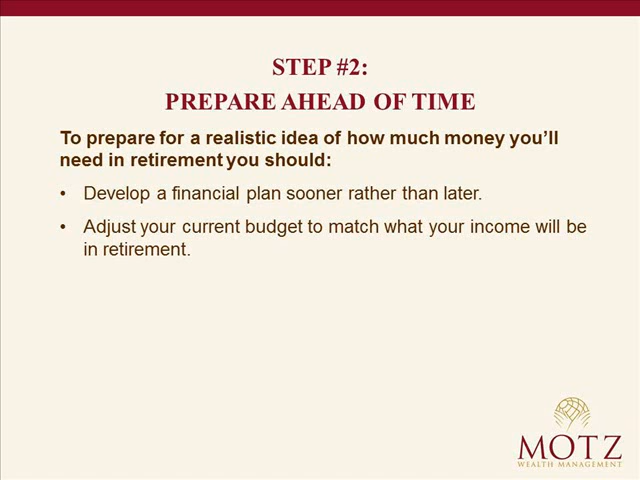 STEP #2:
PREPARE AHEAD OF TIME
To prepare for a realistic idea of how much money you’ll
need in retirement you should:
• Develop a financial plan sooner rather than later.
• Adjust your current budget to match what your income will be
in retirement.
MOTZ
WEALTH MANAGEMENT